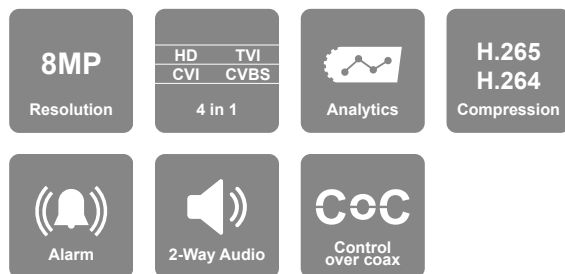 8MP
Resolution
HD TVI
CVI CVBS
4 in 1
Analytics
H.265
H.264
Compression
Alarm
2-Way Audio
CoC
Control
over coax